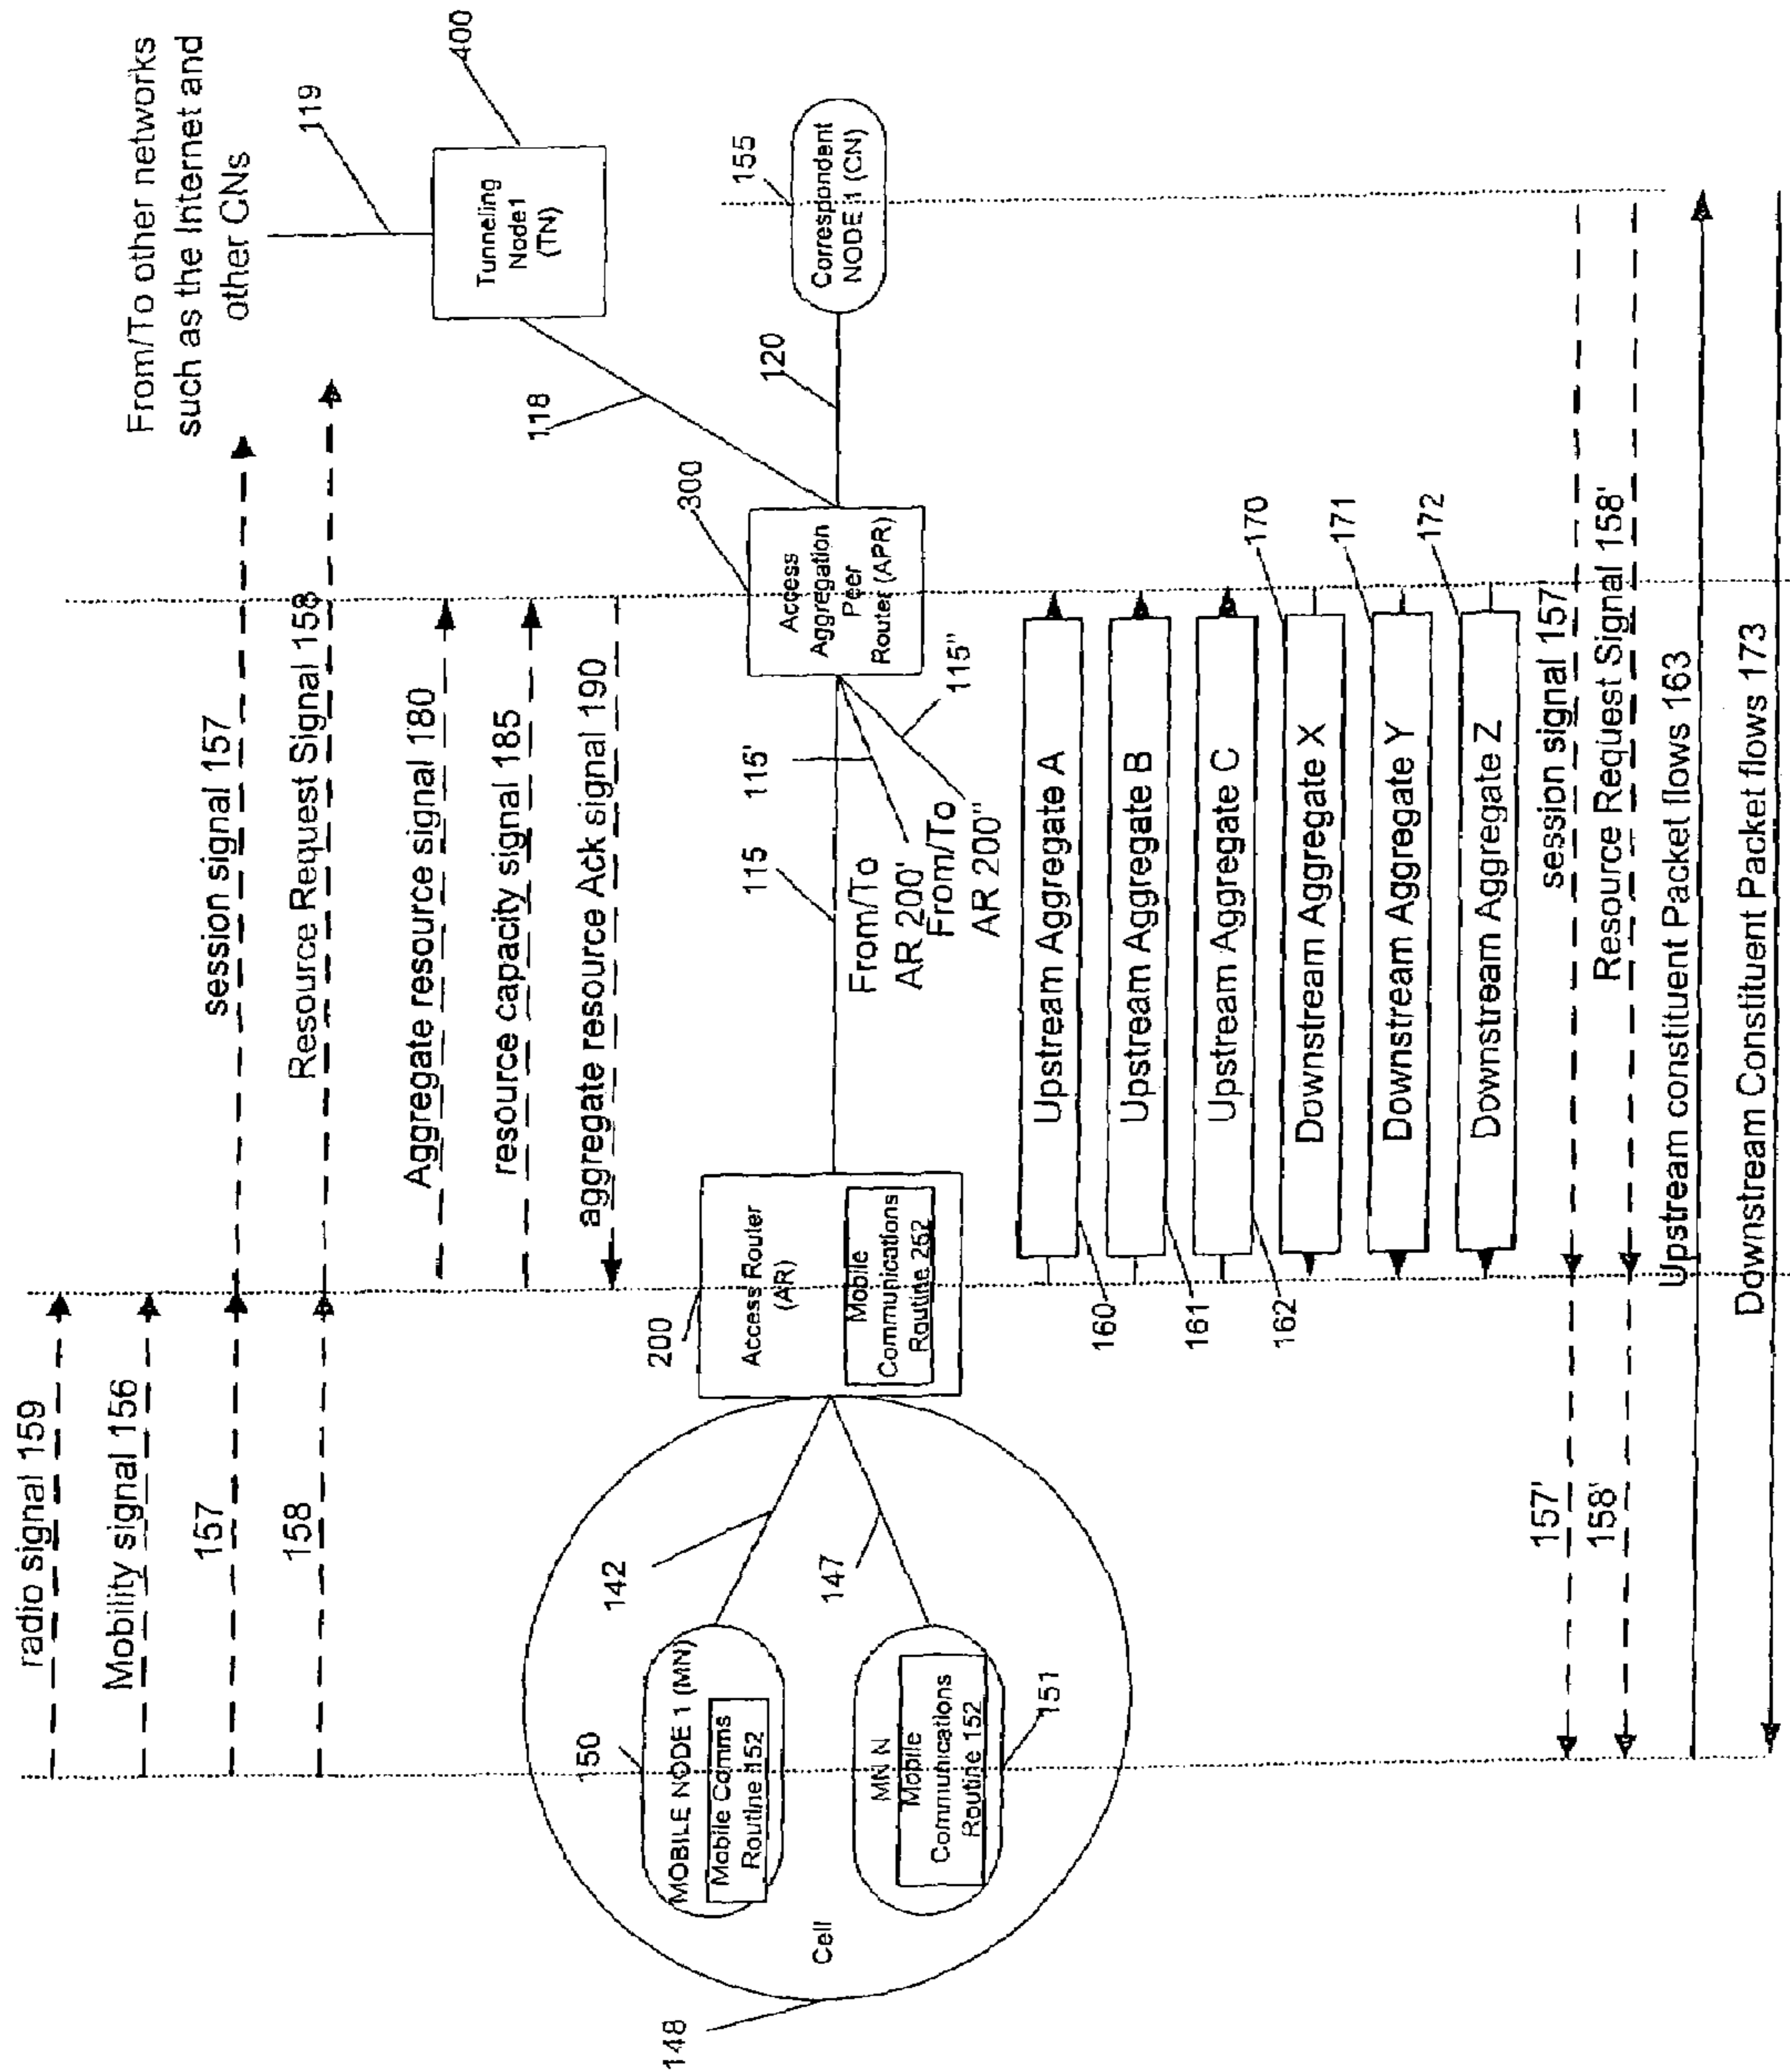 radio signal 159
Mobility signal 156
157
158
session signal 157
Resource Request Signal 158
Aggregate resource signal 180
resource capacity signal 185
aggregate resource Ack signal 190
From/To other networks
such as the Internet and
other CNs
119
400
Tunneling
Node1
(TN)
118
120
155
Correspondent
NODE 11 (CN)
300
Access
Aggregation
Peer
Router (APR)
115
115'
115"
From/To
AR 200'
From/To
AR 200"
200
Access Router
(AR)
Mobile
Communications
Routine 252
142
147
150
MOBILE NODE 1 (MN)
Mobile Comms
Routine 152
MN N
Mobile
Communications
Routine 152
151
Cell
148
Upstream Aggregate A
160
Upstream Aggregate B
161
Upstream Aggregate C
162
Downstream Aggregate X
170
Downstream Aggregate Y
171
Downstream Aggregate Z
172
session signal 157'
157'
Resource Request Signal 158'
158'
Upstream constituent Packet flows 163
Downstream Constituent Packet flows 173